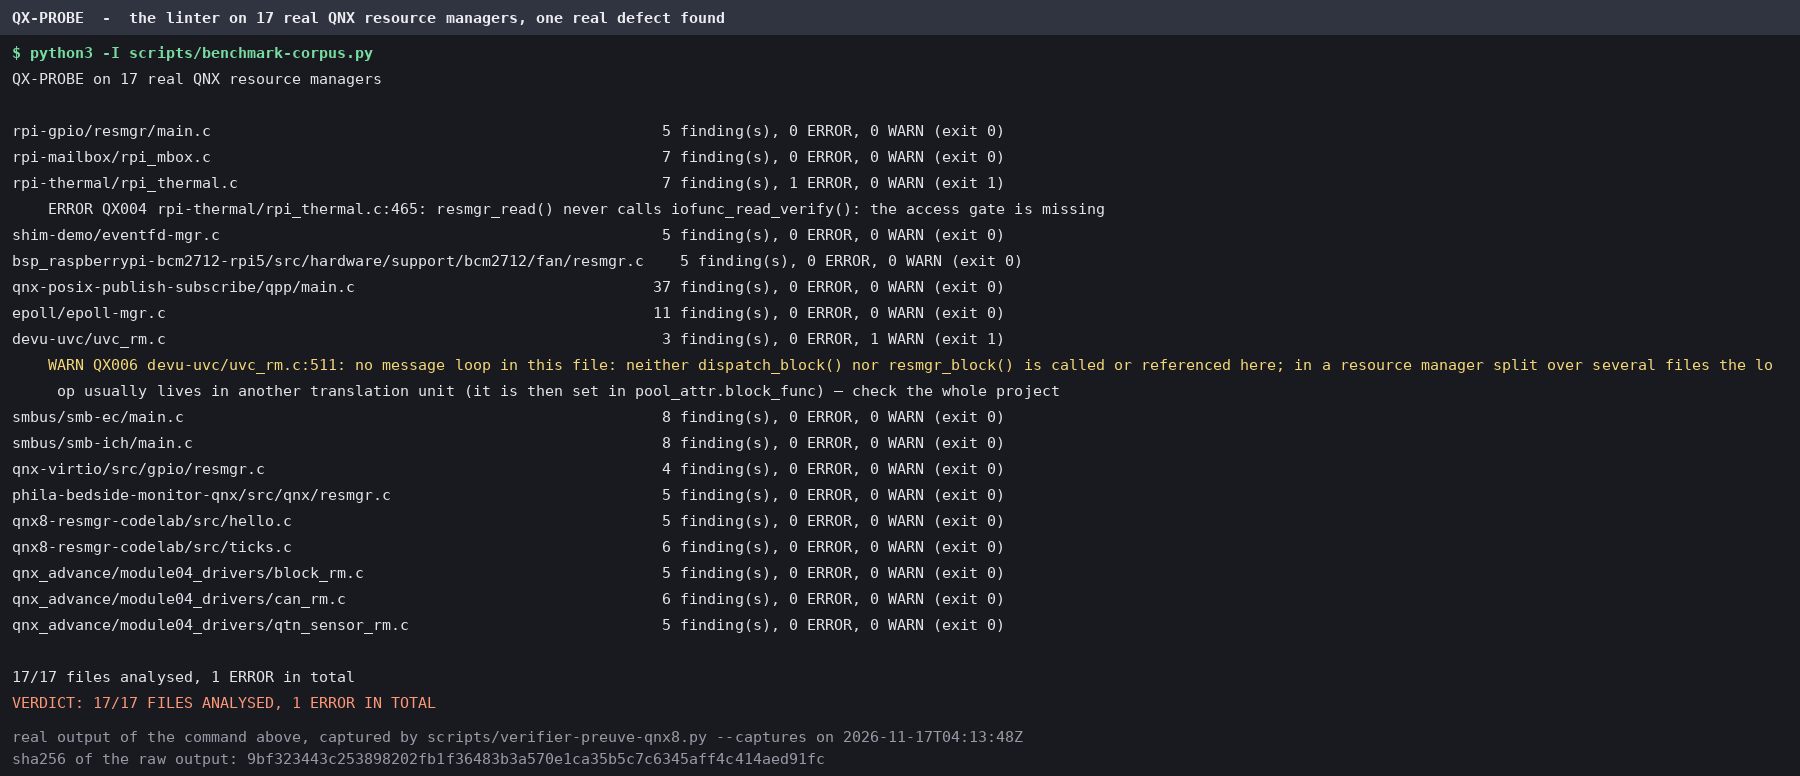 QX-PROBE  -  the linter on 17 real QNX resource managers, one real defect found
$ python3 -I scripts/benchmark-corpus.py
QX-PROBE on 17 real QNX resource managers
rpi-gpio/resmgr/main.c 5 finding(s), 0 ERROR, 0 WARN (exit 0)
rpi-mailbox/rpi_mbox.c 7 finding(s), 0 ERROR, 0 WARN (exit 0)
rpi-thermal/rpi_thermal.c 7 finding(s), 1 ERROR, 0 WARN (exit 1)
ERROR QX004 rpi-thermal/rpi_thermal.c:465: resmgr_read() never calls iofunc_read_verify(): the access gate is missing
shim-demo/eventfd-mgr.c 5 finding(s), 0 ERROR, 0 WARN (exit 0)
bsp_raspberrypi-bcm2712-rpi5/src/hardware/support/bcm2712/fan/resmgr.c 5 finding(s), 0 ERROR, 0 WARN (exit 0)
qnx-posix-publish-subscribe/qpp/main.c 37 finding(s), 0 ERROR, 0 WARN (exit 0)
epoll/epoll-mgr.c 11 finding(s), 0 ERROR, 0 WARN (exit 0)
devu-uvc/uvc_rm.c 3 finding(s), 0 ERROR, 1 WARN (exit 1)
WARN QX006 devu-uvc/uvc_rm.c:511: no message loop in this file: neither dispatch_block() nor resmgr_block() is called or referenced here; in a resource manager split over several files the lo
op usually lives in another translation unit (it is then set in pool_attr.block_func) — check the whole project
smbus/smb-ec/main.c 8 finding(s), 0 ERROR, 0 WARN (exit 0)
smbus/smb-ich/main.c 8 finding(s), 0 ERROR, 0 WARN (exit 0)
qnx-virtio/src/gpio/resmgr.c 4 finding(s), 0 ERROR, 0 WARN (exit 0)
phila-bedside-monitor-qnx/src/qnx/resmgr.c 5 finding(s), 0 ERROR, 0 WARN (exit 0)
qnx8-resmgr-codelab/src/hello.c 5 finding(s), 0 ERROR, 0 WARN (exit 0)
qnx8-resmgr-codelab/src/ticks.c 6 finding(s), 0 ERROR, 0 WARN (exit 0)
qnx_advance/module04_drivers/block_rm.c 5 finding(s), 0 ERROR, 0 WARN (exit 0)
qnx_advance/module04_drivers/can_rm.c 6 finding(s), 0 ERROR, 0 WARN (exit 0)
qnx_advance/module04_drivers/qtn_sensor_rm.c 5 finding(s), 0 ERROR, 0 WARN (exit 0)
17/17 files analysed, 1 ERROR in total
VERDICT: 17/17 FILES ANALYSED, 1 ERROR IN TOTAL
real output of the command above, captured by scripts/verifier-preuve-qnx8.py --captures on 2026-11-17T04:13:48Z
sha256 of the raw output: 9bf323443c253898202fb1f36483b3a570e1ca35b5c7c6345aff4c414aed91fc